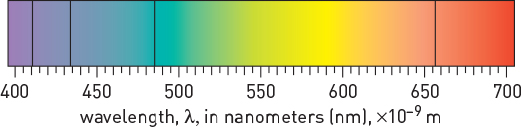 400 450 500 550 600 650 700
wavelength, λ, in nanometers (nm), ×10⁻⁹ m